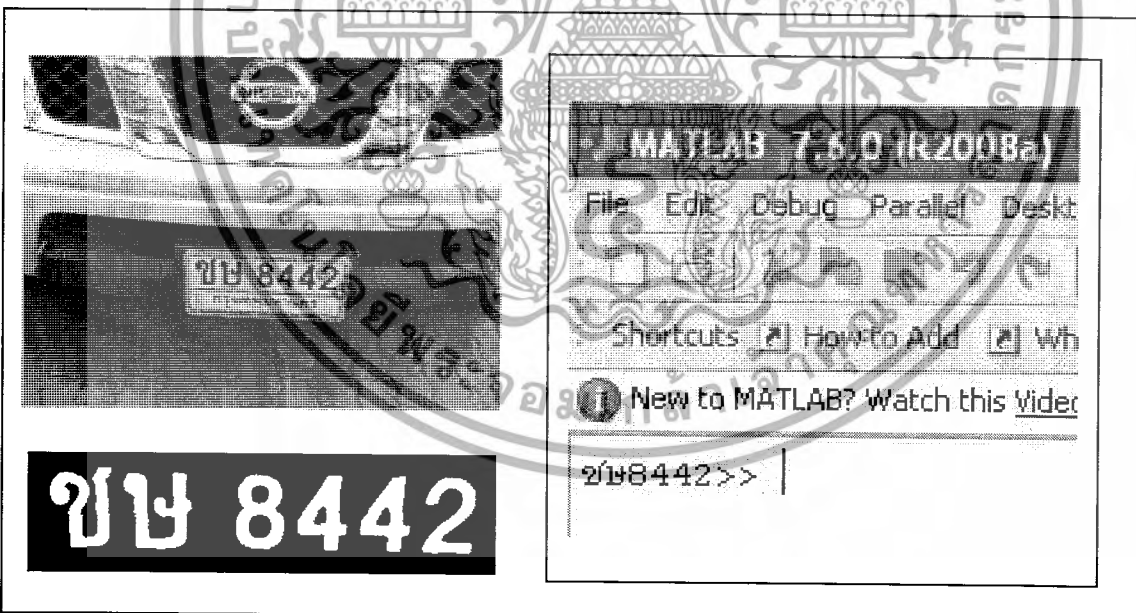 ชษ 8442
ชษ 8442
MATLAB 7.6.0 (R2008a)
File Edit Debug Parallel Deskt
Shortcuts How to Add Wh
New to MATLAB? Watch this Video
ชษ8442>>